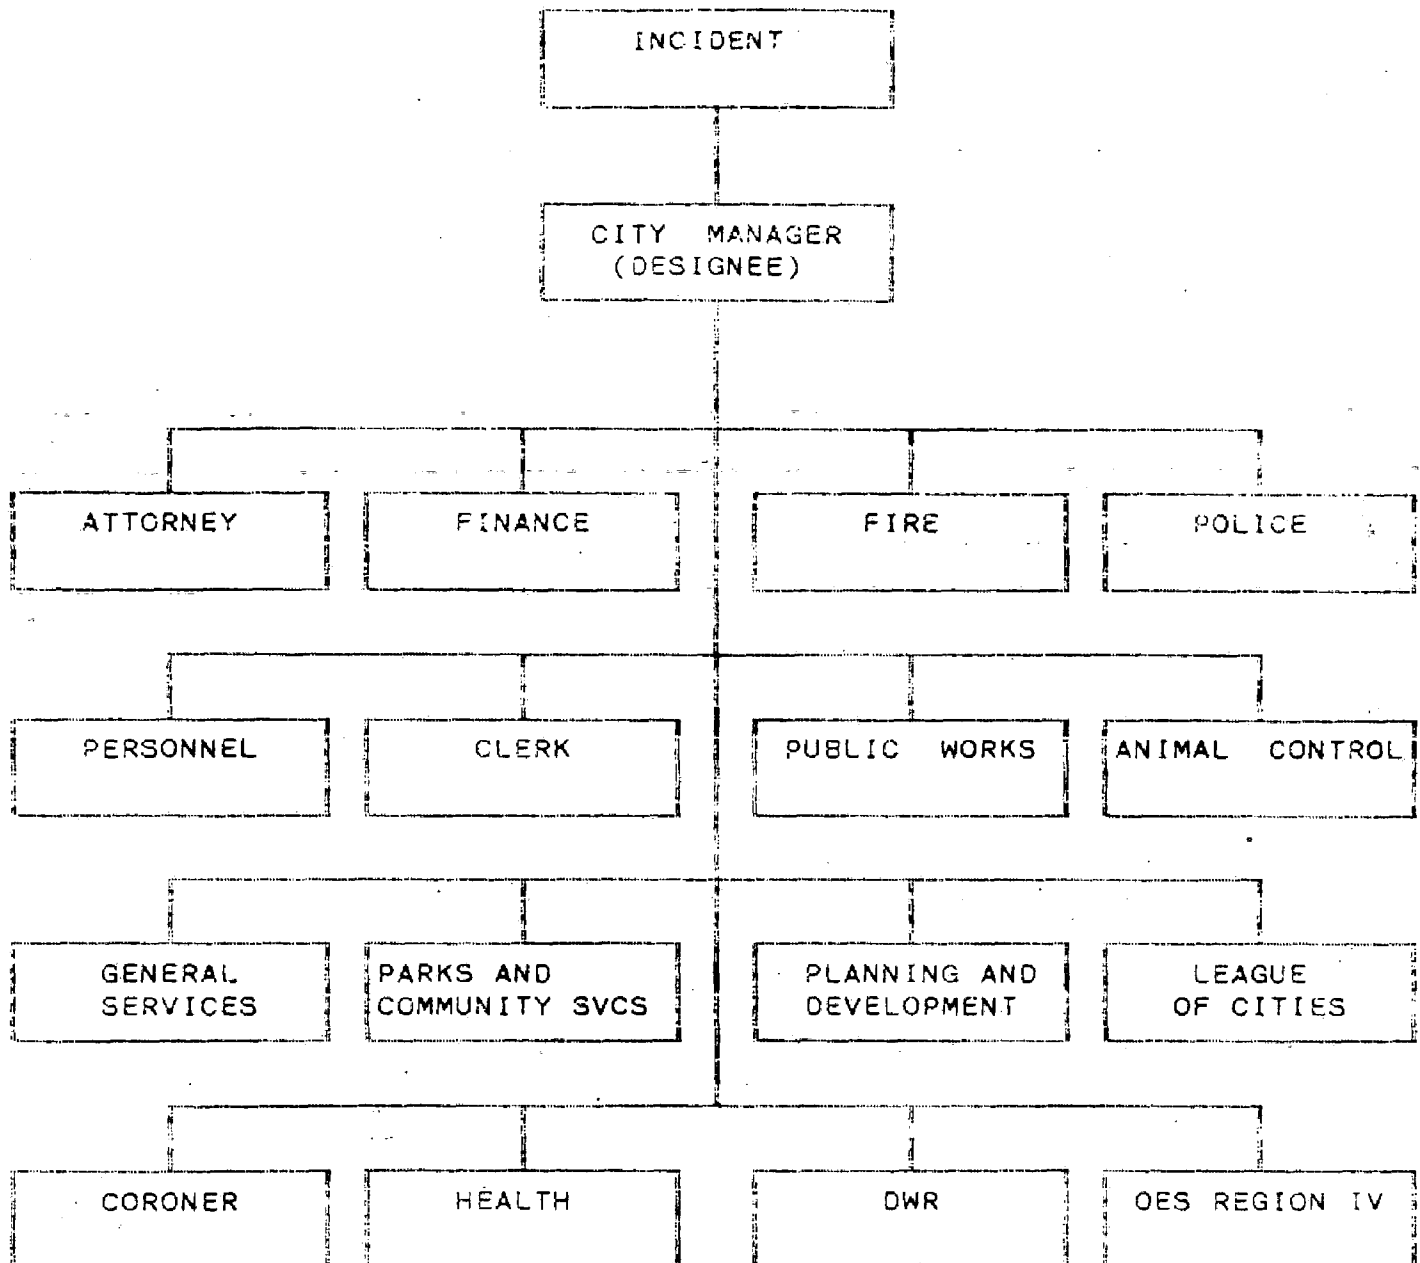 INCIDENT
CITY MANAGER
(DESIGNEE)
ATTORNEY
FINANCE
FIRE
POLICE
PERSONNEL
CLERK
PUBLIC WORKS
ANIMAL CONTROL
GENERAL
SERVICES
PARKS AND
COMMUNITY SVCS
PLANNING AND
DEVELOPMENT
LEAGUE
OF CITIES
CORONER
HEALTH
DWR
OES REGION IV